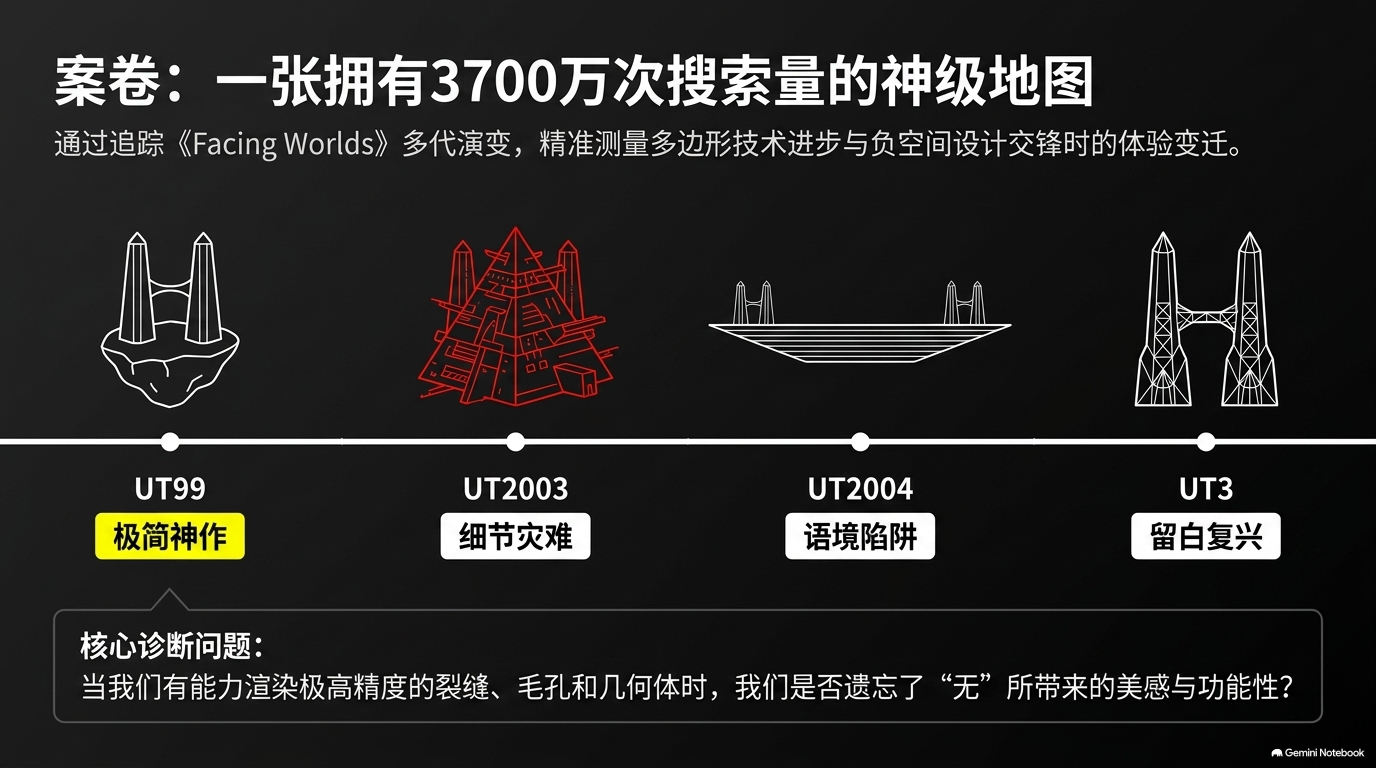 案卷：一张拥有3700万次搜索量的神级地图
通过追踪《Facing Worlds》多代演变，精准测量多边形技术进步与负空间设计交锋时的体验变迁。
UT99
极简神作
UT2003
细节灾难
UT2004
语境陷阱
UT3
留白复兴
核心诊断问题：
当我们有能力渲染极高精度的裂缝、毛孔和几何体时，我们是否遗忘了“无”所带来的美感与功能性？
Gemini Notebook